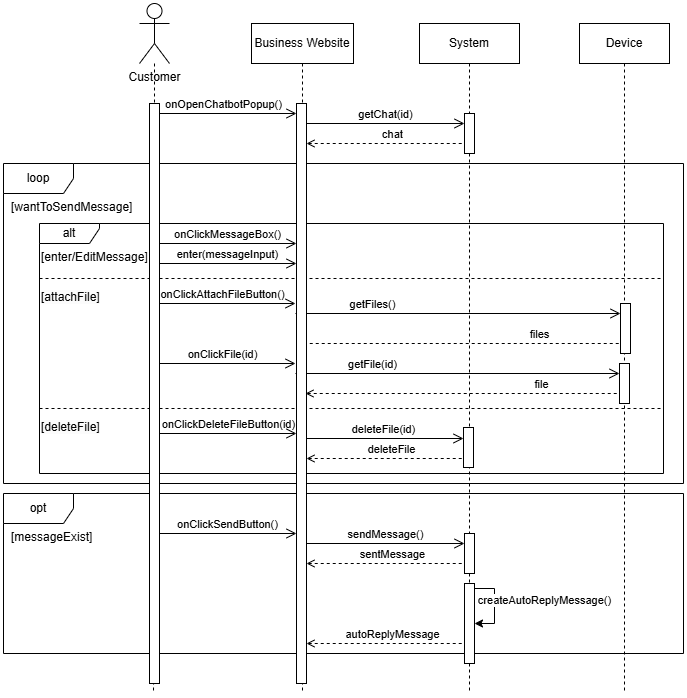 Customer
Business Website
System
Device
onOpenChatbotPopup()
getChat(id)
chat
loop
[wantToSendMessage]
alt
onClickMessageBox()
[enter/EditMessage]
enter(messageInput)
[attachFile]
onClickAttachFileButton()
getFiles()
files
onClickFile(id)
getFile(id)
file
[deleteFile]
onClickDeleteFileButton(id)
deleteFile(id)
deleteFile
opt
[messageExist]
onClickSendButton()
sendMessage()
sentMessage
createAutoReplyMessage()
autoReplyMessage